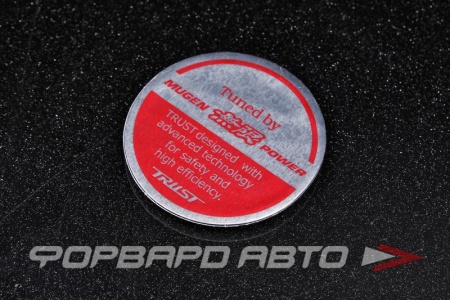 Tuned by
MUGEN POWER
TRUST designed with
advanced technology
for safety and
high efficiency.
TRUST
ФОРВАРД АВТО